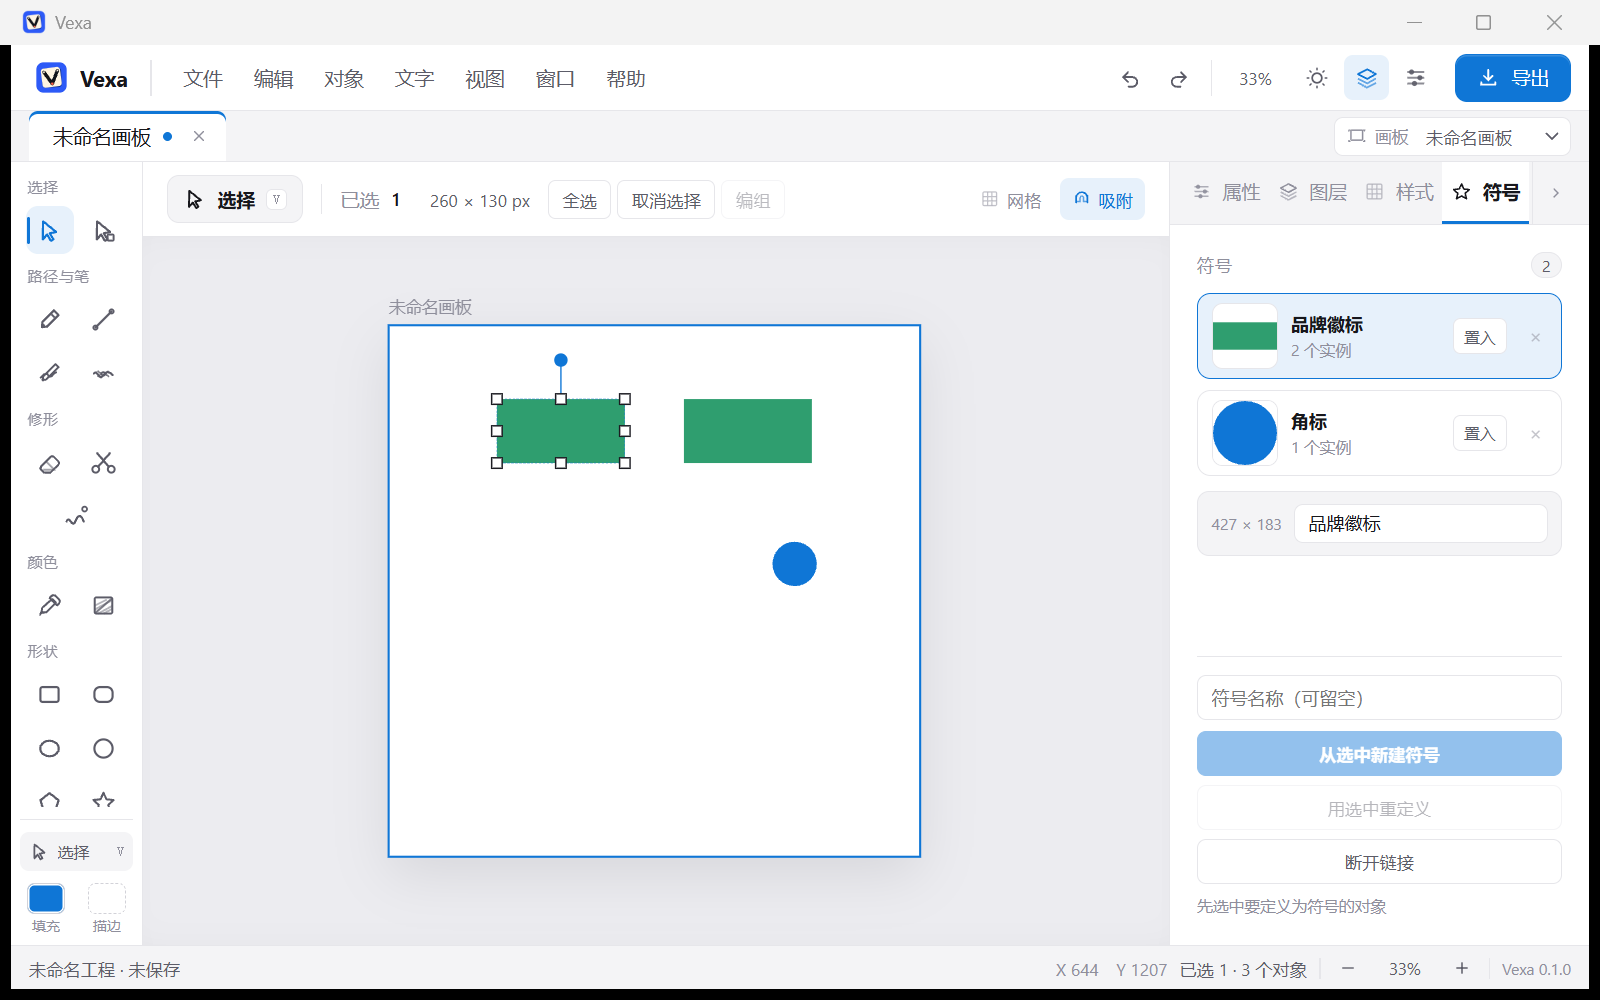 Vexa
Vexa
文件 编辑 对象 文字 视图 窗口 帮助
33%
导出
未命名画板
画板 未命名画板
选择
选择 V
已选 1 260 × 130 px
全选 取消选择 编组
网格 吸附
属性 图层 样式 符号
路径与笔
修形
颜色
形状
选择 V
填充 描边
未命名画板
符号 2
品牌徽标
2 个实例
置入
角标
1 个实例
置入
427 × 183 品牌徽标
符号名称（可留空）
从选中新建符号
用选中重定义
断开链接
先选中要定义为符号的对象
未命名工程 · 未保存
X 644 Y 1207 已选 1 · 3 个对象
33%
Vexa 0.1.0